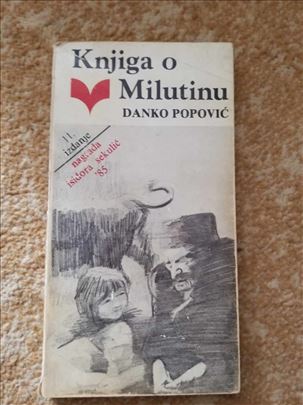 Knjiga o
Milutinu
DANKO POPOVIĆ
11.
izdanje
nagrada
isidora sekulić
'85